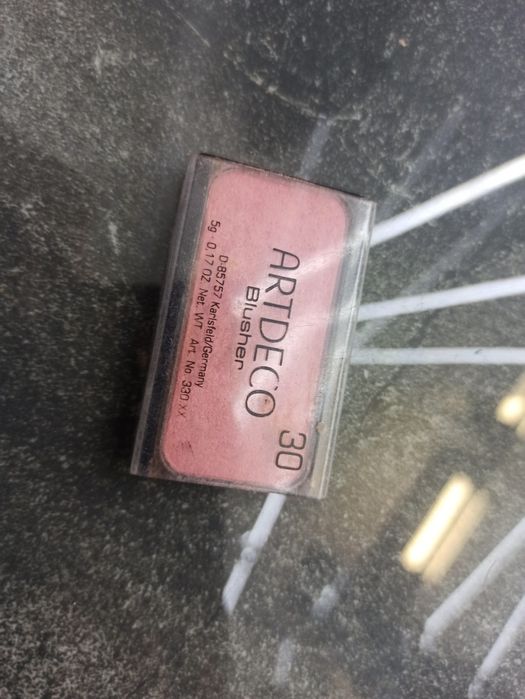 30
ARTDECO
Blusher
D-85757 Karlsfeld/Germany
5g 0.17 OZ. Net. WT Art. No. 330.xx